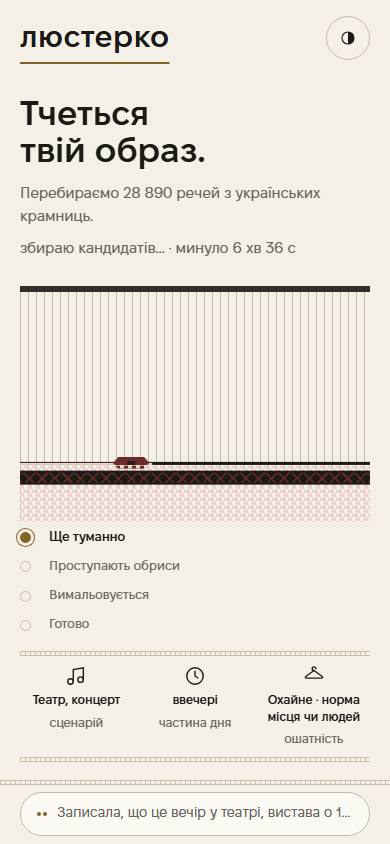 люстерко
Тчеться
твій образ.
Перебираємо 28 890 речей з українських
крамниць.
збираю кандидатів... · минуло 6 хв 36 с
Ще туманно
Проступають обриси
Вимальовується
Готово
Театр, концерт
сценарій
ввечері
частина дня
Охайне · норма
місця чи людей
ошатність
Записала, що це вечір у театрі, вистава о 1...